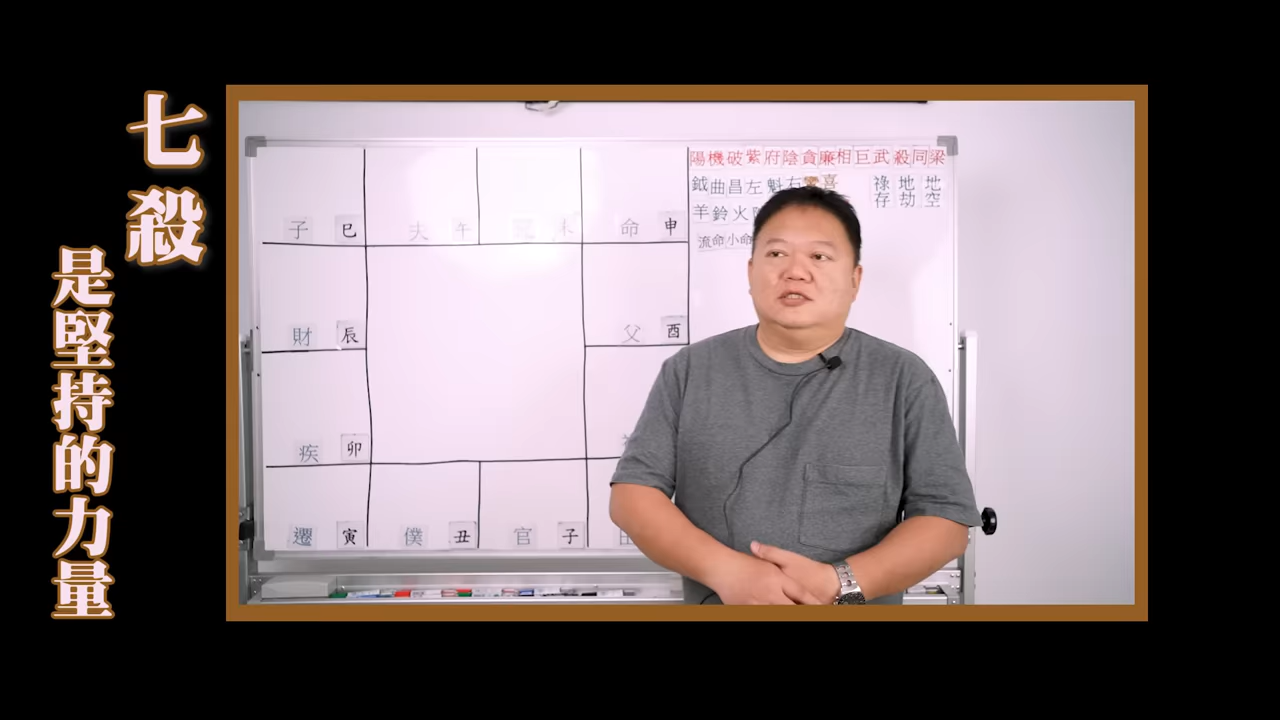 七殺
是堅持的力量
陽機破紫府陰貪廉相巨武殺同梁
鉞曲昌左魁右 喜 祿存 地劫 地空
羊鈴火
流命小命
子 巳 夫 午 未 命 申
財 辰 父 酉
疾 卯
遷 寅 僕 丑 官 子